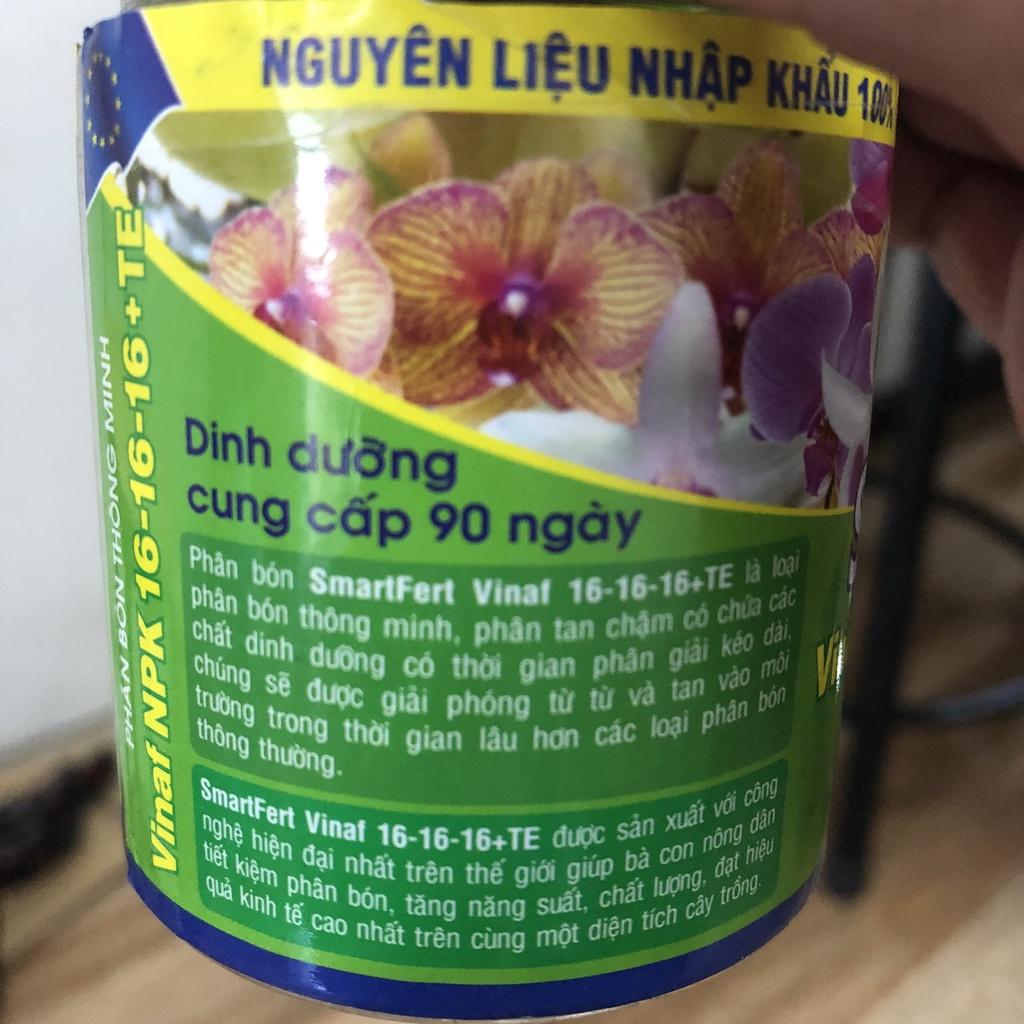 NGUYÊN LIỆU NHẬP KHẨU 100%
PHÂN BÓN THÔNG MINH
Vinaf NPK 16-16-16+TE
Dinh dưỡng
cung cấp 90 ngày
Phân bón SmartFert Vinaf 16-16-16+TE là loại
phân bón thông minh, phân tan chậm có chứa các
chất dinh dưỡng có thời gian phân giải kéo dài,
chúng sẽ được giải phóng từ từ và tan vào môi
trường trong thời gian lâu hơn các loại phân bón
thông thường.
SmartFert Vinaf 16-16-16+TE được sản xuất với công
nghệ hiện đại nhất trên thế giới giúp bà con nông dân
tiết kiệm phân bón, tăng năng suất, chất lượng, đạt hiệu
quả kinh tế cao nhất trên cùng một diện tích cây trồng.